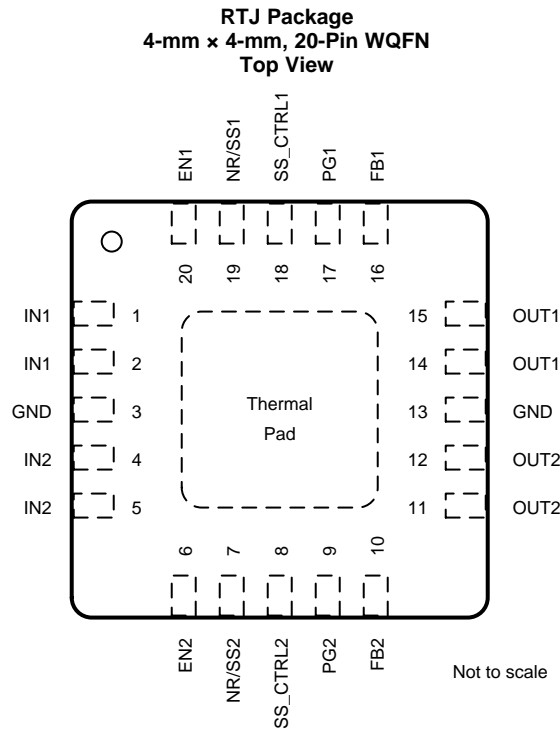 RTJ Package
4-mm × 4-mm, 20-Pin WQFN
Top View
EN1
NR/SS1
SS_CTRL1
PG1
FB1
20
19
18
17
16
IN1 1
15 OUT1
IN1 2
14 OUT1
GND 3
13 GND
IN2 4
12 OUT2
IN2 5
11 OUT2
Thermal
Pad
6
7
8
9
10
EN2
NR/SS2
SS_CTRL2
PG2
FB2
Not to scale